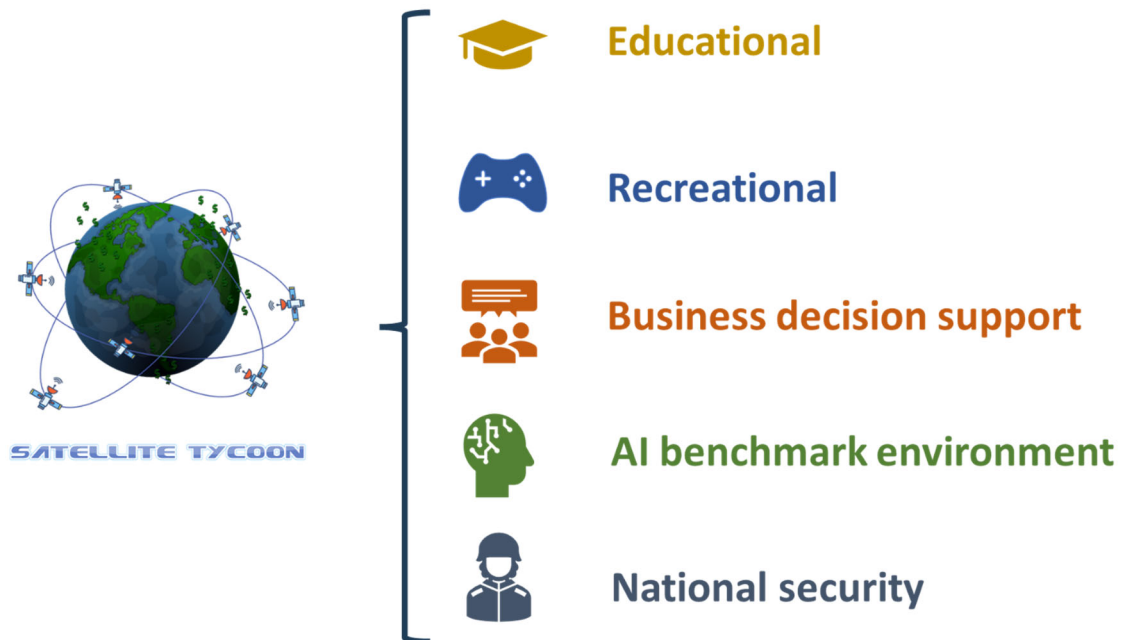 Educational
Recreational
Business decision support
SATELLITE TYCOON
AI benchmark environment
National security